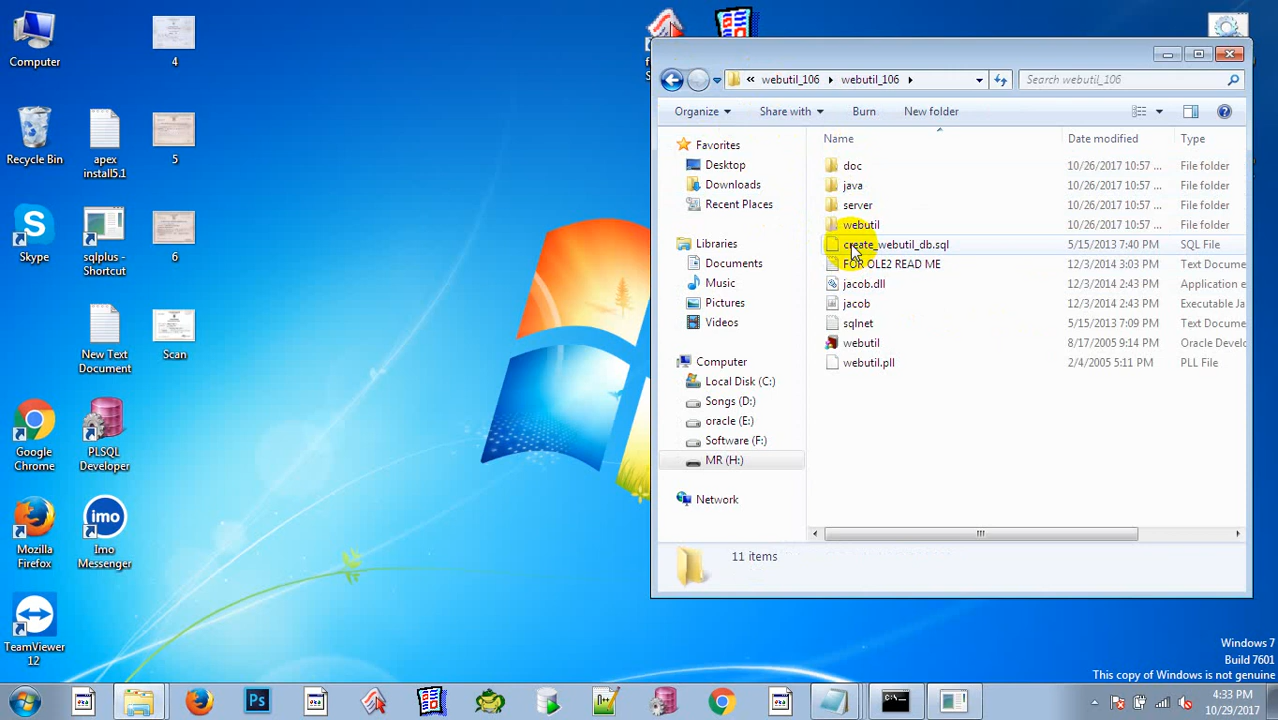 Computer
4
Recycle Bin
apex
install5.1
5
Skype
sqlplus -
Shortcut
6
New Text
Document
Scan
Google
Chrome
PLSQL
Developer
Mozilla
Firefox
imo
Imo
Messenger
TeamViewer
12
« webutil_106 webutil_106
Search webutil_106
Organize Share with Burn New folder
Name Date modified Type
Favorites
Desktop
Downloads
Recent Places
Libraries
Documents
Music
Pictures
Videos
Computer
Local Disk (C:)
Songs (D:)
oracle (E:)
Software (F:)
MR (H:)
Network
doc 10/26/2017 10:57 ... File folder
java 10/26/2017 10:57 ... File folder
server 10/26/2017 10:57 ... File folder
webutil 10/26/2017 10:57 ... File folder
create_webutil_db.sql 5/15/2013 7:40 PM SQL File
FOR OLE2 READ ME 12/3/2014 3:03 PM Text Docume
jacob.dll 12/3/2014 2:43 PM Application e
jacob 12/3/2014 2:43 PM Executable Ja
sqlnet 5/15/2013 7:09 PM Text Docume
webutil 8/17/2005 9:14 PM Oracle Develo
webutil.pll 2/4/2005 5:11 PM PLL File
11 items
Windows 7
Build 7601
This copy of Windows is not genuine
Ps
4:33 PM
10/29/2017